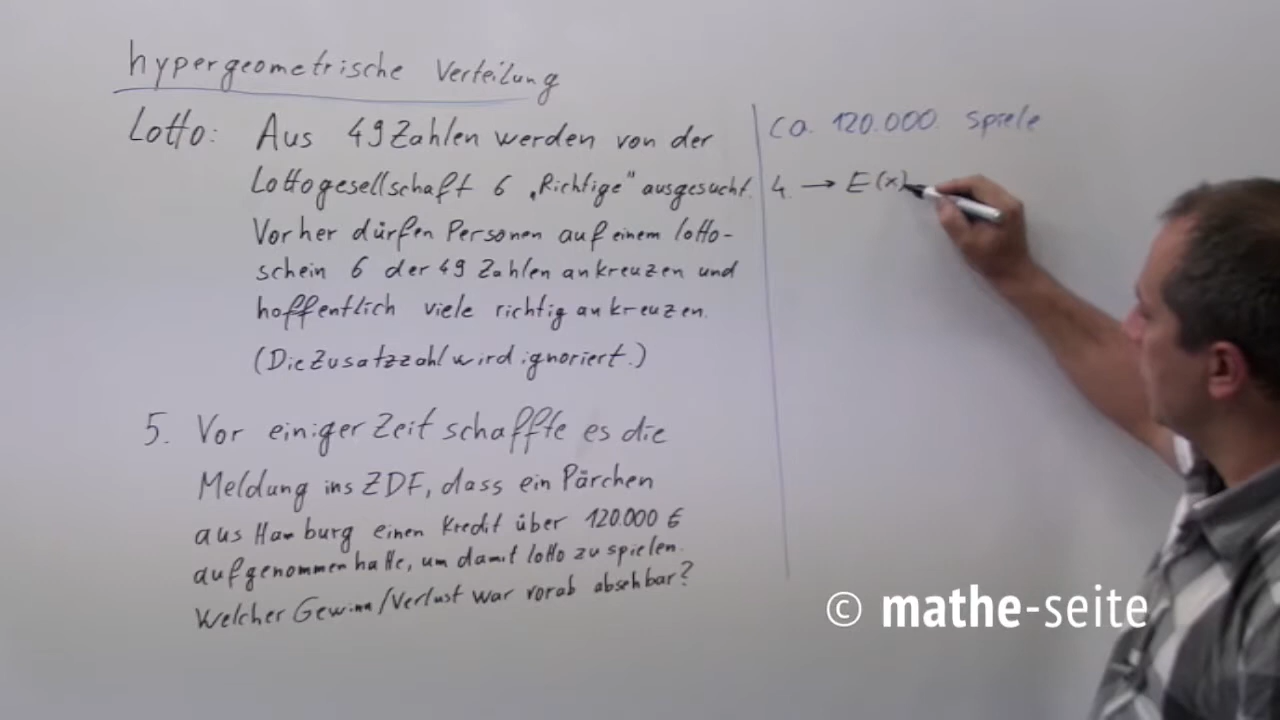 hypergeometrische Verteilung
Lotto: Aus 49 Zahlen werden von der
Lottogesellschaft 6 „Richtige" ausgesucht.
Vorher dürfen Personen auf einem lotto-
schein 6 der 49 Zahlen ankreuzen und
hoffentlich viele richtig ankreuzen.
(Die Zusatzzahl wird ignoriert.)
5. Vor einiger Zeit schaffte es die
Meldung ins ZDF, dass ein Pärchen
aus Hamburg einen Kredit über 120.000 €
aufgenommen hatte, um damit lotto zu spielen.
Welcher Gewinn/Verlust war vorab absehbar?
ca. 120.000. Spiele
4. → E(x)
© mathe-seite